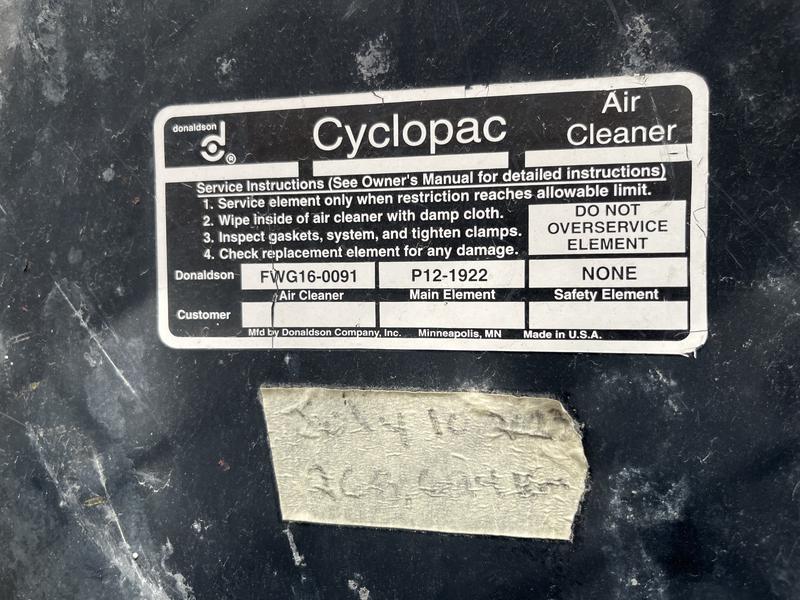 donaldson
®
Cyclopac
Air
Cleaner
Service Instructions (See Owner's Manual for detailed instructions)
1. Service element only when restriction reaches allowable limit.
2. Wipe inside of air cleaner with damp cloth.
3. Inspect gaskets, system, and tighten clamps.
4. Check replacement element for any damage.
DO NOT
OVERSERVICE
ELEMENT
Donaldson FWG16-0091 P12-1922 NONE
Air Cleaner Main Element Safety Element
Customer
Mfd by Donaldson Company, Inc. Minneapolis, MN Made in U.S.A.